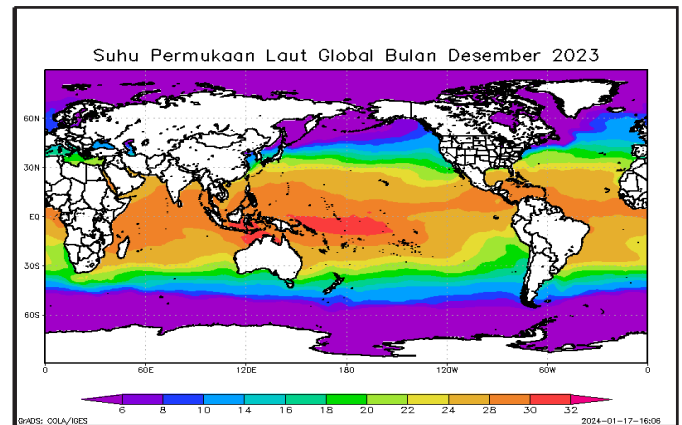 Suhu Permukaan Laut Global Bulan Desember 2023
60N
30N
EQ
30S
60S
0 60E 120E 180 120W 60W 0
6 8 10 14 16 18 20 22 24 28 30 32
GrADS: COLA/IGES 2024-01-17-16:06